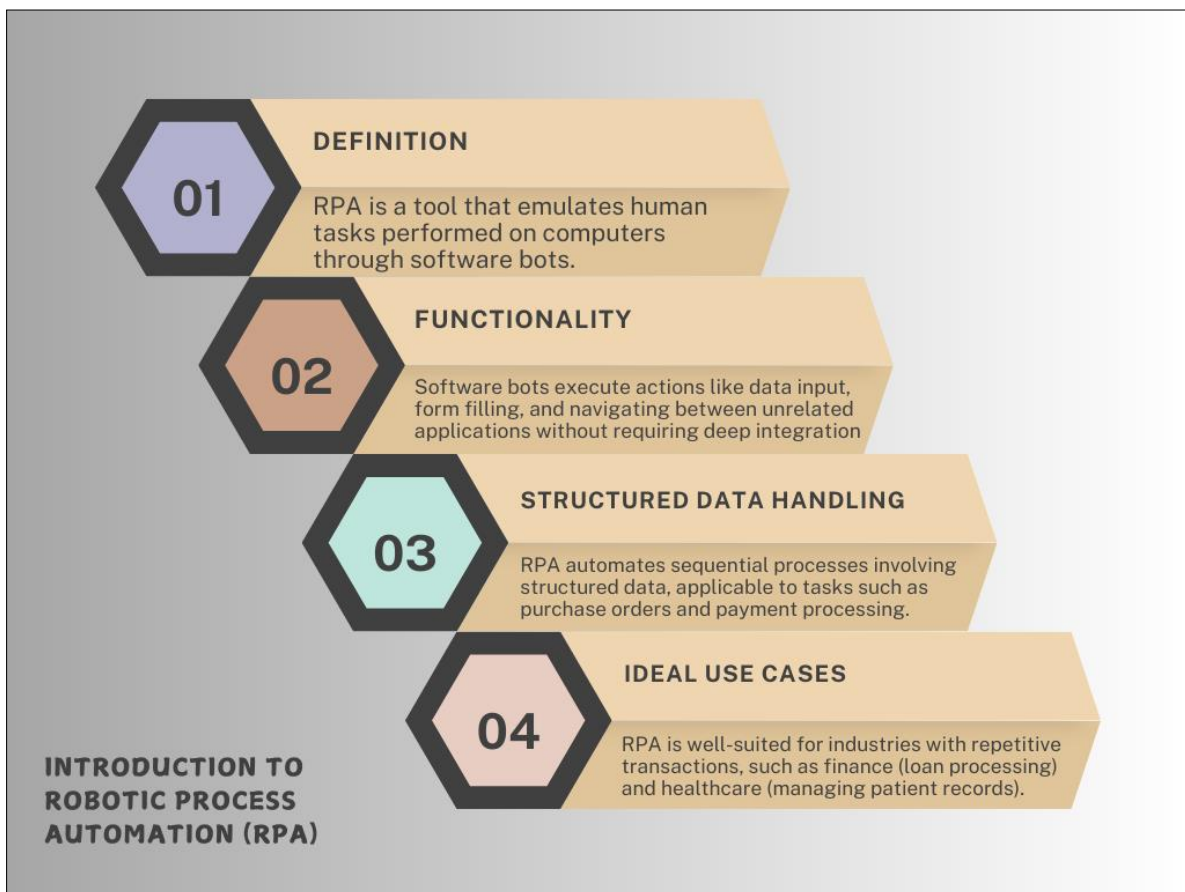 01
DEFINITION
RPA is a tool that emulates human
tasks performed on computers
through software bots.
02
FUNCTIONALITY
Software bots execute actions like data input,
form filling, and navigating between unrelated
applications without requiring deep integration
03
STRUCTURED DATA HANDLING
RPA automates sequential processes involving
structured data, applicable to tasks such as
purchase orders and payment processing.
04
IDEAL USE CASES
RPA is well-suited for industries with repetitive
transactions, such as finance (loan processing)
and healthcare (managing patient records).
INTRODUCTION TO
ROBOTIC PROCESS
AUTOMATION (RPA)